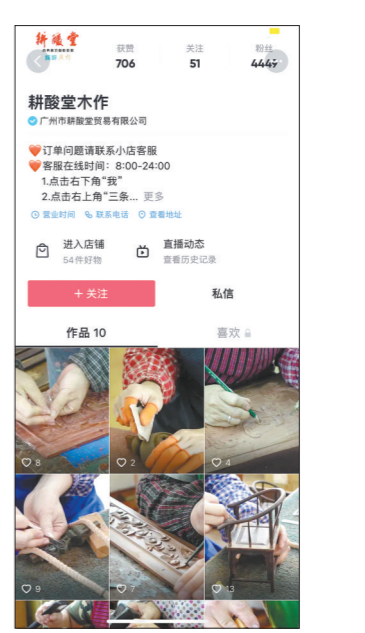 耕酸堂
获赞
706
关注
51
粉丝
4449
耕酸堂木作
广州市耕酸堂贸易有限公司
订单问题请联系小店客服
客服在线时间：8:00-24:00
1.点击右下角“我”
2.点击右上角“三条... 更多
营业时间 联系电话 查看地址
进入店铺
54件好物
直播动态
查看历史记录
+ 关注
私信
作品 10
喜欢
8
2
4
9
7
13